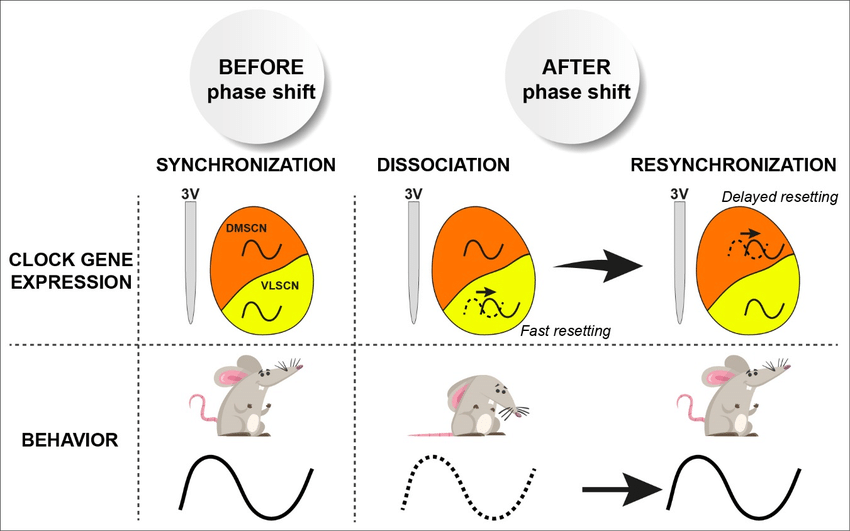 BEFORE
phase shift
AFTER
phase shift
SYNCHRONIZATION
DISSOCIATION
RESYNCHRONIZATION
CLOCK GENE
EXPRESSION
3V
DMSCN
VLSCN
3V
Fast resetting
3V
Delayed resetting
BEHAVIOR